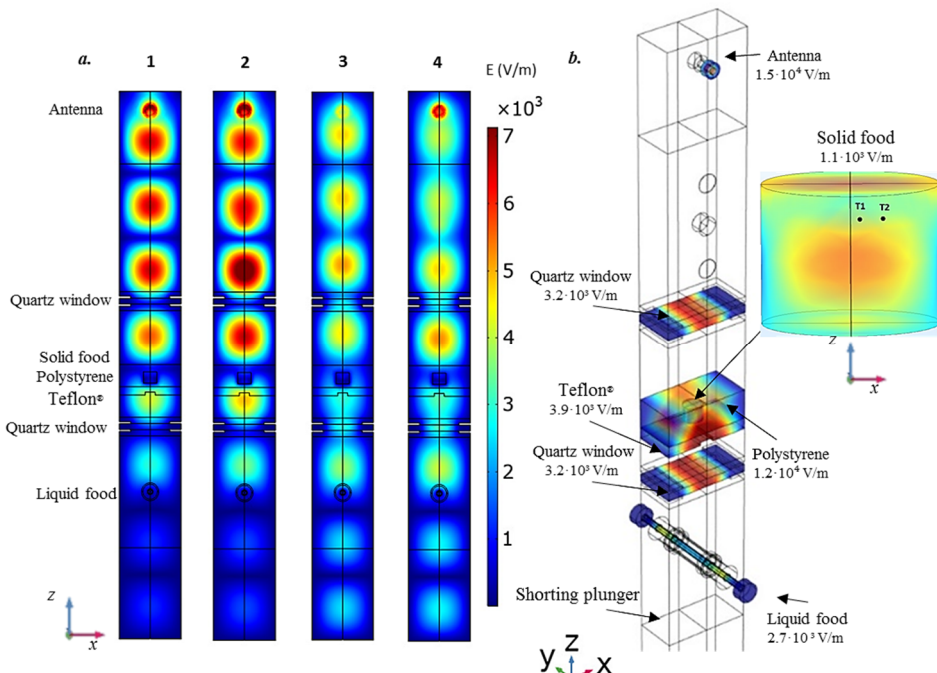 a.
1 2 3 4
E (V/m)
×10³
7
6
5
4
3
2
1
Antenna
Quartz window
Solid food
Polystyrene
Teflon®
Quartz window
Liquid food
z
x
b.
Antenna
1.5·10⁴ V/m
Solid food
1.1·10³ V/m
T1 T2
z
x
Quartz window
3.2·10³ V/m
Teflon®
3.9·10³ V/m
Quartz window
3.2·10³ V/m
Polystyrene
1.2·10⁴ V/m
Shorting plunger
Liquid food
2.7·10³ V/m
y z x